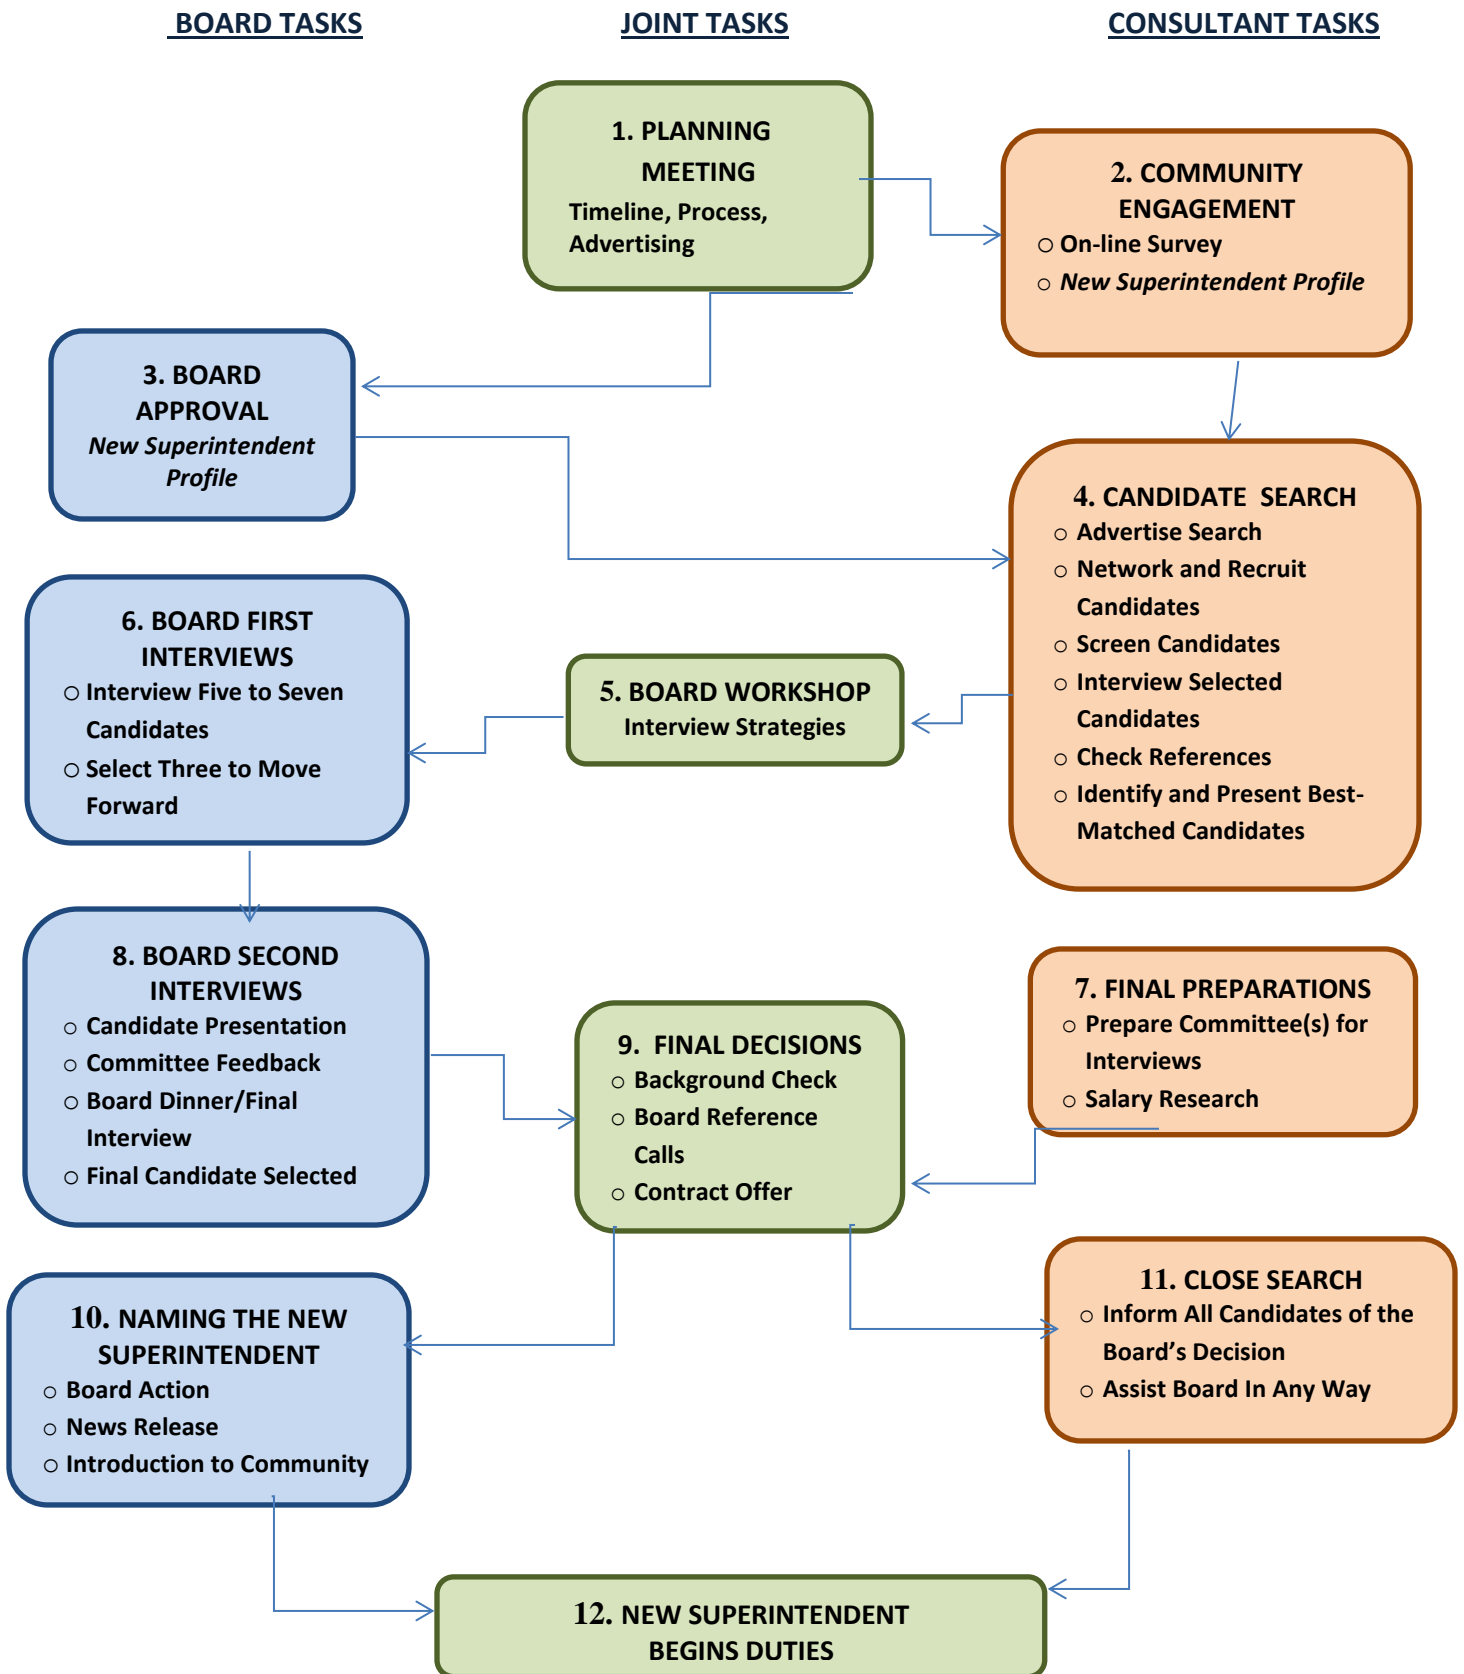 BOARD TASKS
JOINT TASKS
CONSULTANT TASKS
1. PLANNING
MEETING
Timeline, Process,
Advertising
2. COMMUNITY
ENGAGEMENT
○ On-line Survey
○ New Superintendent Profile
3. BOARD
APPROVAL
New Superintendent
Profile
4. CANDIDATE SEARCH
○ Advertise Search
○ Network and Recruit
Candidates
○ Screen Candidates
○ Interview Selected
Candidates
○ Check References
○ Identify and Present Best-
Matched Candidates
5. BOARD WORKSHOP
Interview Strategies
6. BOARD FIRST
INTERVIEWS
○ Interview Five to Seven
Candidates
○ Select Three to Move
Forward
7. FINAL PREPARATIONS
○ Prepare Committee(s) for
Interviews
○ Salary Research
8. BOARD SECOND
INTERVIEWS
○ Candidate Presentation
○ Committee Feedback
○ Board Dinner/Final
Interview
○ Final Candidate Selected
9. FINAL DECISIONS
○ Background Check
○ Board Reference
Calls
○ Contract Offer
10. NAMING THE NEW
SUPERINTENDENT
○ Board Action
○ News Release
○ Introduction to Community
11. CLOSE SEARCH
○ Inform All Candidates of the
Board’s Decision
○ Assist Board In Any Way
12. NEW SUPERINTENDENT
BEGINS DUTIES